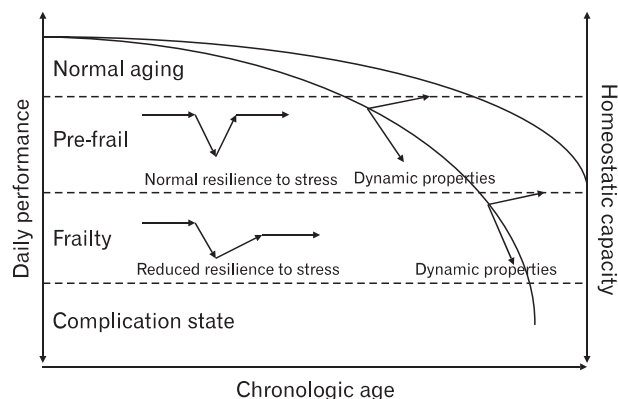 Normal aging
Pre-frail
Normal resilience to stress
Dynamic properties
Frailty
Reduced resilience to stress
Dynamic properties
Complication state
Daily performance
Homeostatic capacity
Chronologic age